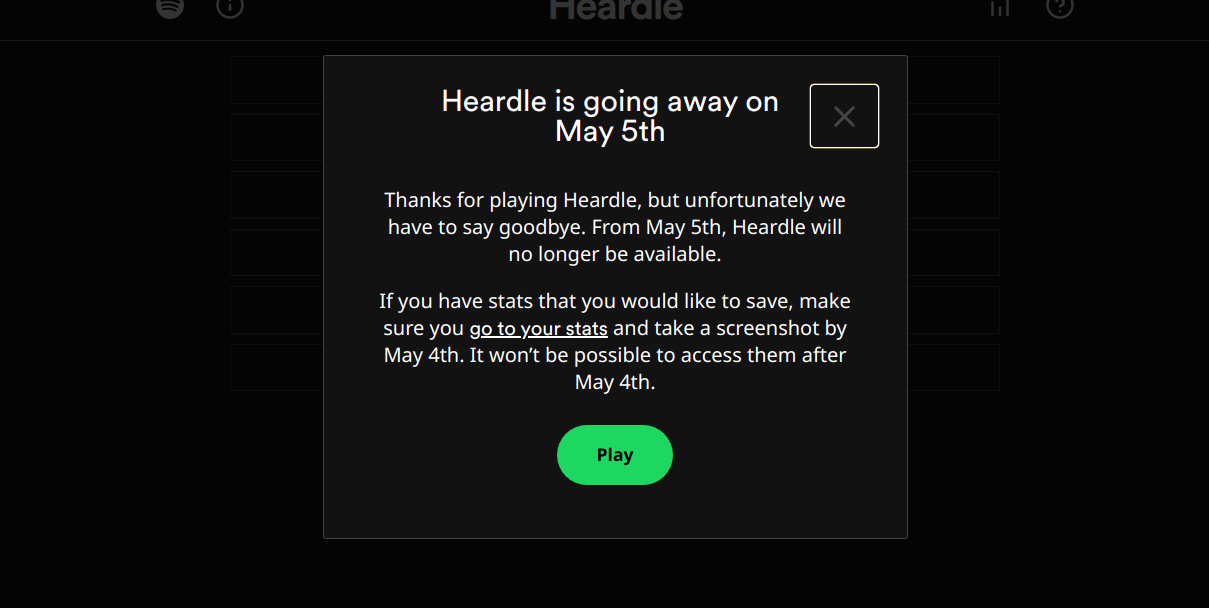 Heardle
Heardle is going away on
May 5th
Thanks for playing Heardle, but unfortunately we
have to say goodbye. From May 5th, Heardle will
no longer be available.
If you have stats that you would like to save, make
sure you go to your stats and take a screenshot by
May 4th. It won’t be possible to access them after
May 4th.
Play